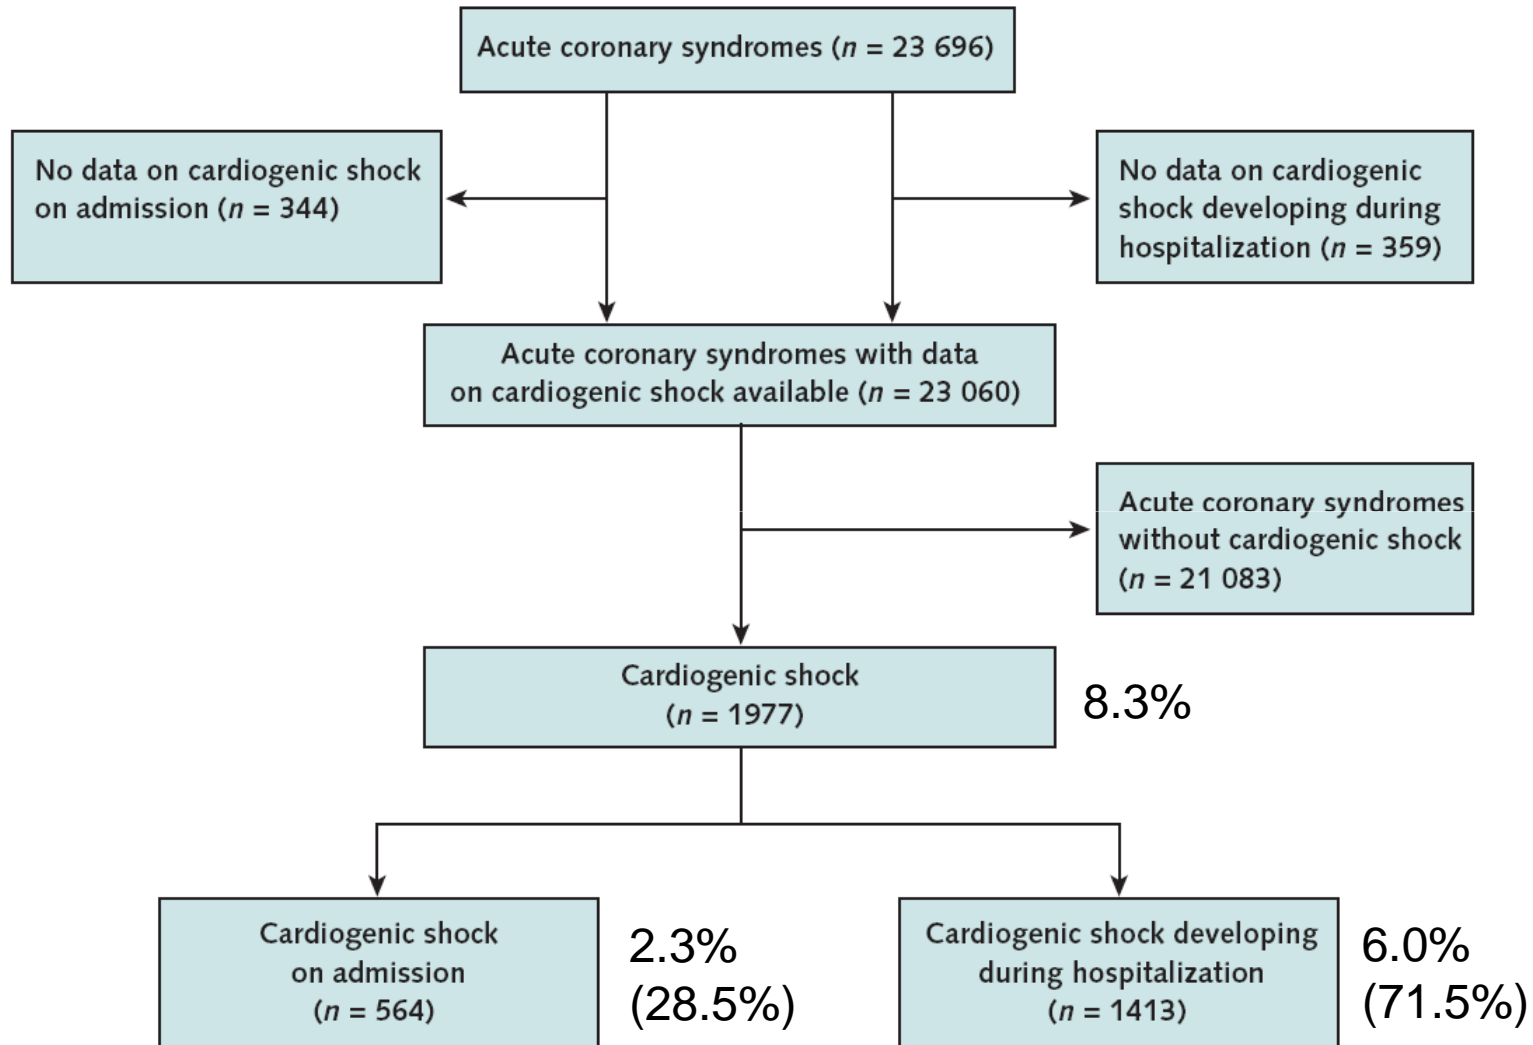 Acute coronary syndromes (n = 23 696)
No data on cardiogenic shock
on admission (n = 344)
No data on cardiogenic
shock developing during
hospitalization (n = 359)
Acute coronary syndromes with data
on cardiogenic shock available (n = 23 060)
Acute coronary syndromes
without cardiogenic shock
(n = 21 083)
Cardiogenic shock
(n = 1977)
8.3%
Cardiogenic shock
on admission
(n = 564)
2.3%
(28.5%)
Cardiogenic shock developing
during hospitalization
(n = 1413)
6.0%
(71.5%)